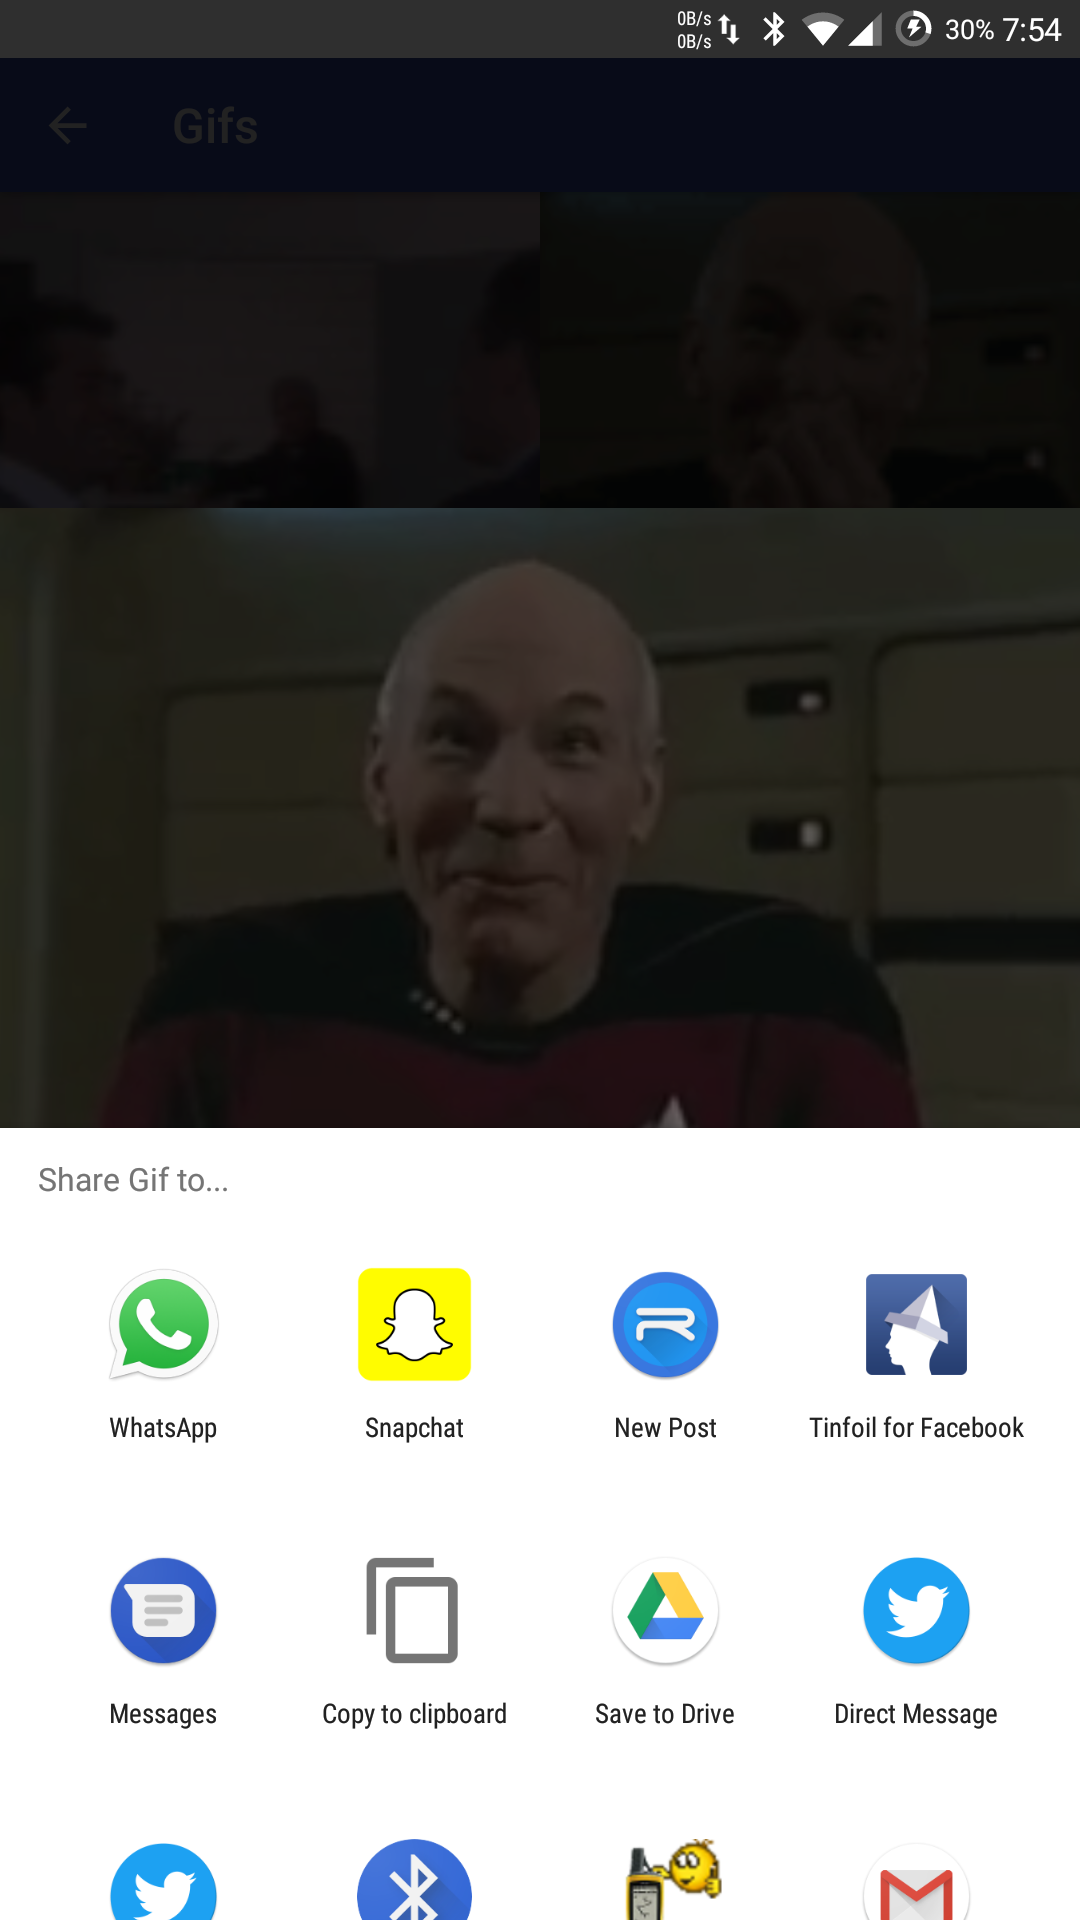 0B/s
0B/s
30% 7:54
Gifs
Share Gif to...
WhatsApp
Snapchat
New Post
Tinfoil for Facebook
Messages
Copy to clipboard
Save to Drive
Direct Message